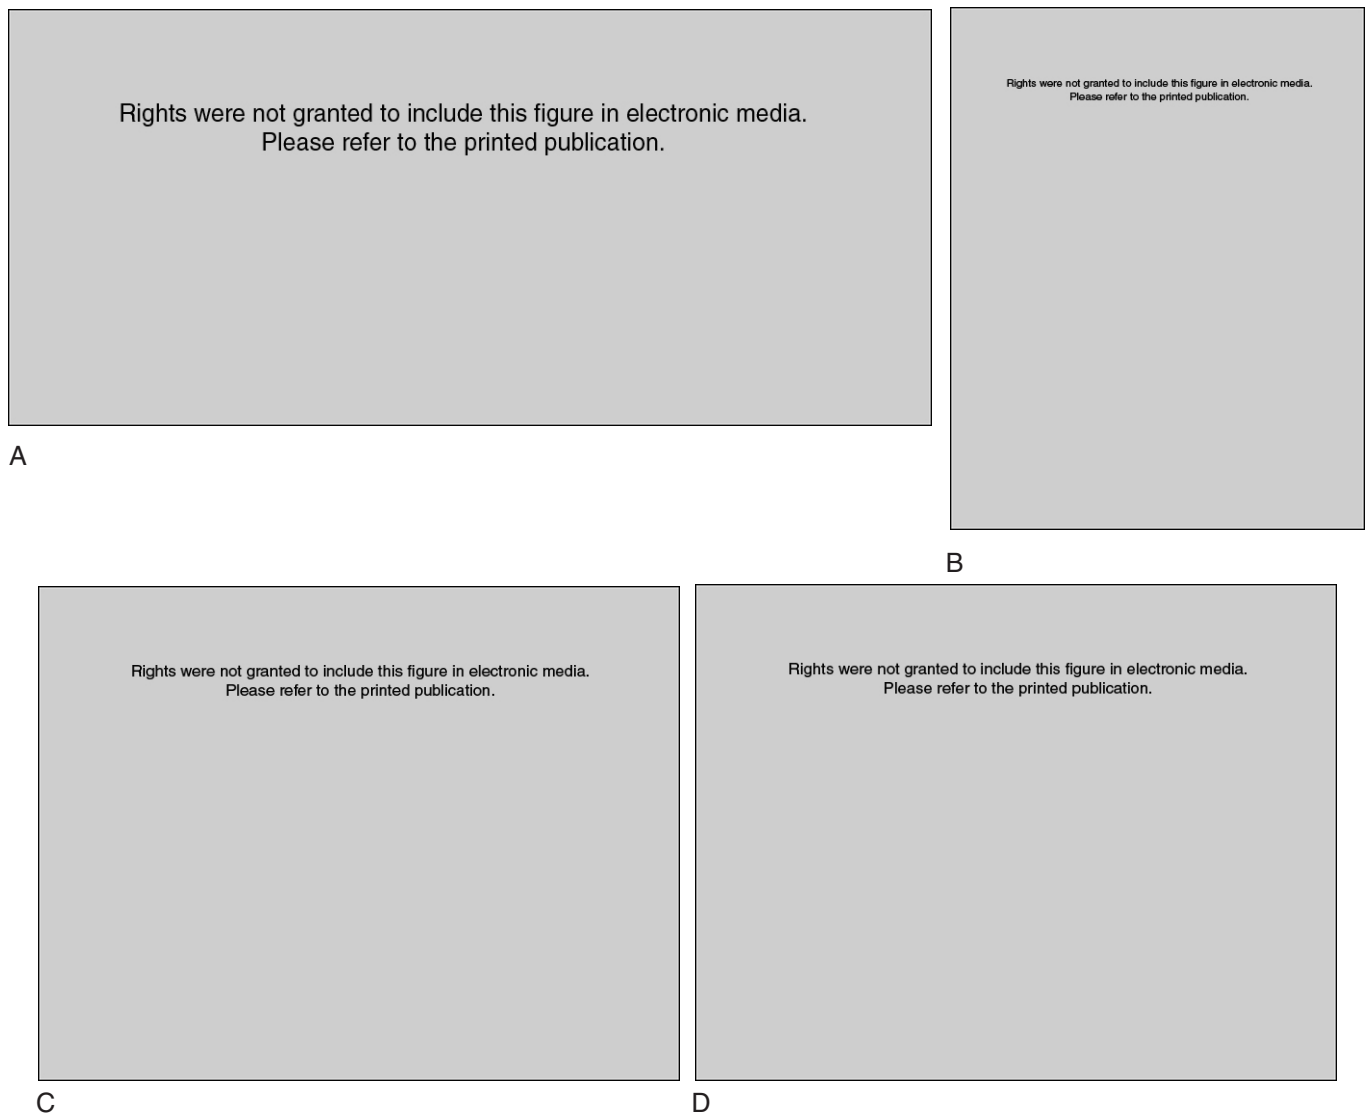 Rights were not granted to include this figure in electronic media.
Please refer to the printed publication.
A
Rights were not granted to include this figure in electronic media.
Please refer to the printed publication.
B
Rights were not granted to include this figure in electronic media.
Please refer to the printed publication.
C
Rights were not granted to include this figure in electronic media.
Please refer to the printed publication.
D